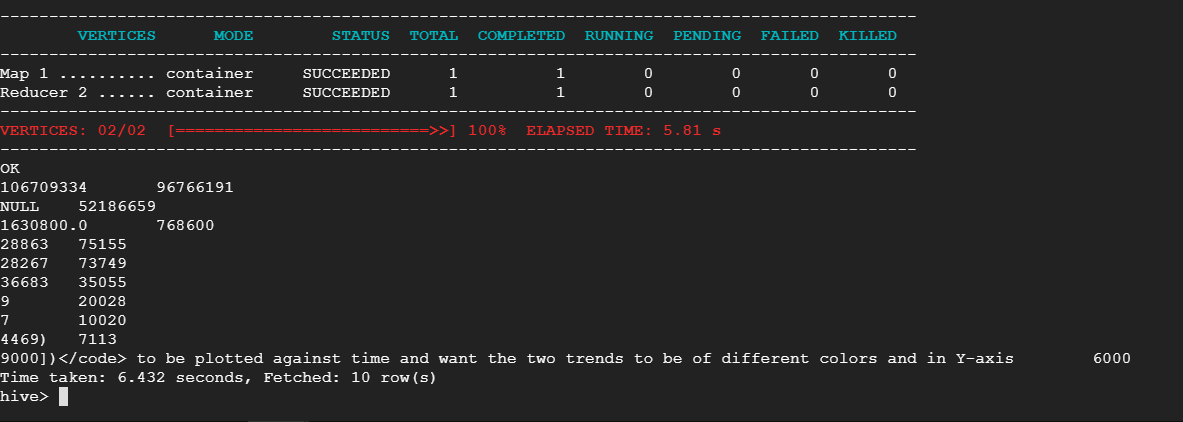 ----------------------------------------------------------------------------------------------
        VERTICES      MODE        STATUS  TOTAL  COMPLETED  RUNNING  PENDING  FAILED  KILLED
----------------------------------------------------------------------------------------------
Map 1 .......... container     SUCCEEDED      1          1        0        0       0       0
Reducer 2 ...... container     SUCCEEDED      1          1        0        0       0       0
----------------------------------------------------------------------------------------------
VERTICES: 02/02  [==========================>>] 100%  ELAPSED TIME: 5.81 s
----------------------------------------------------------------------------------------------
OK
106709334       96766191
NULL    52186659
1630800.0       768600
28863   75155
28267   73749
36683   35055
9       20028
7       10020
4469)   7113
9000])</code> to be plotted against time and want the two trends to be of different colors and in Y-axis        6000
Time taken: 6.432 seconds, Fetched: 10 row(s)
hive>